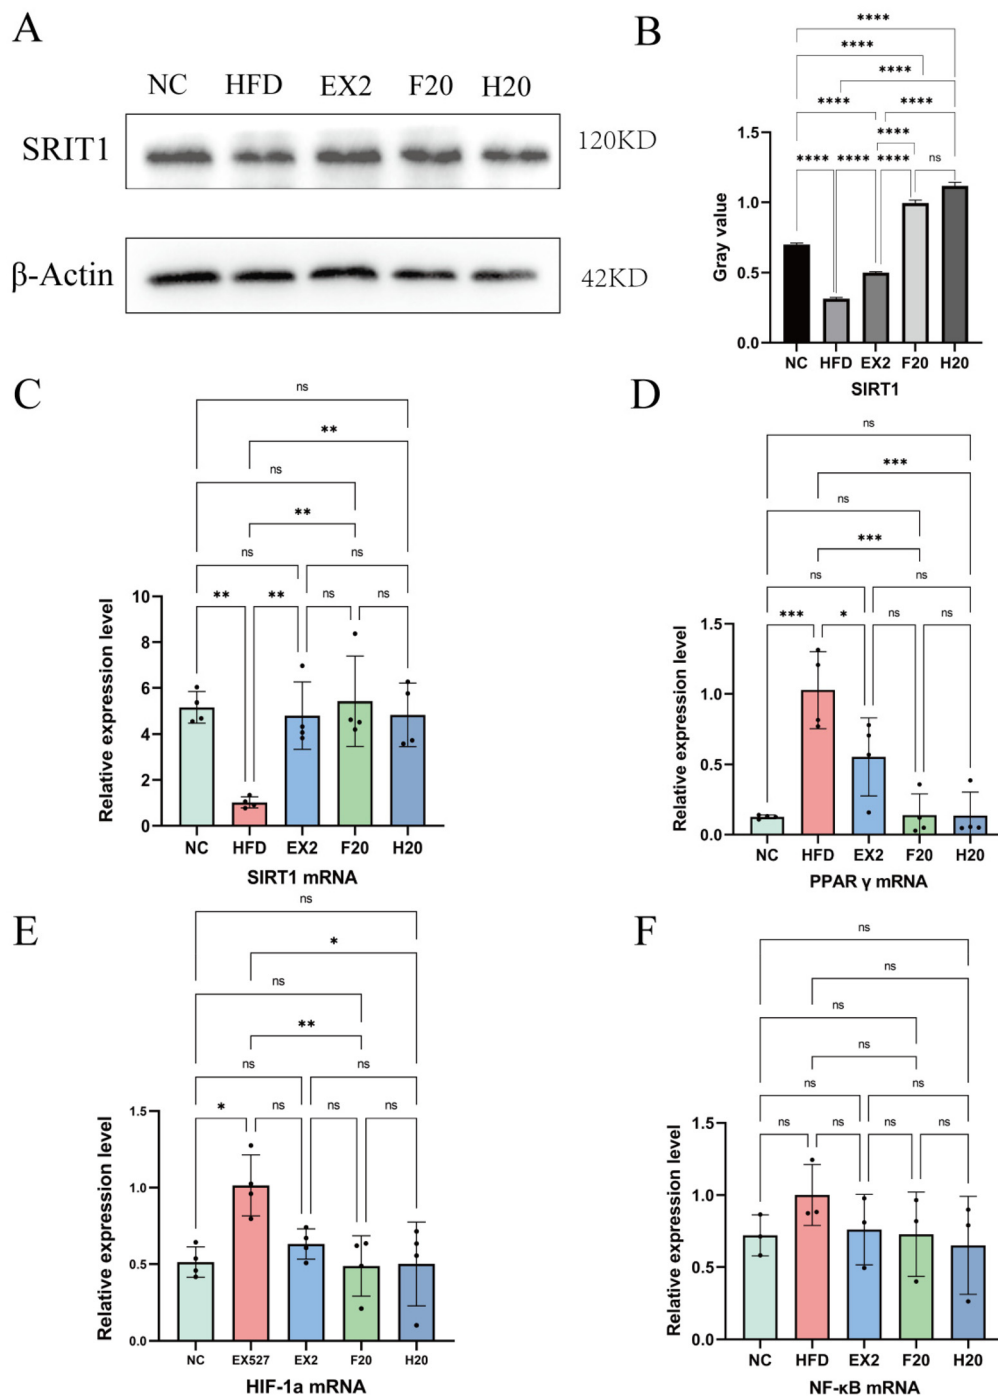 A
NC HFD EX2 F20 H20
SRIT1
120KD
β-Actin
42KD
B
****
****
****
**** ****
****
**** **** **** ns
Gray value
1.5
1.0
0.5
0.0
NC HFD EX2 F20 H20
SIRT1
C
ns
**
ns
**
ns ns
** ** ns ns
Relative expression level
10
8
6
4
2
0
NC HFD EX2 F20 H20
SIRT1 mRNA
D
ns
***
ns
***
ns ns
*** * ns ns
Relative expression level
1.5
1.0
0.5
0.0
NC HFD EX2 F20 H20
PPAR γ mRNA
E
ns
*
ns
**
ns ns
* ns ns ns
Relative expression level
1.5
1.0
0.5
0.0
NC EX527 EX2 F20 H20
HIF-1a mRNA
F
ns
ns
ns
ns
ns ns
ns ns ns ns
Relative expression level
1.5
1.0
0.5
0.0
NC HFD EX2 F20 H20
NF-κB mRNA